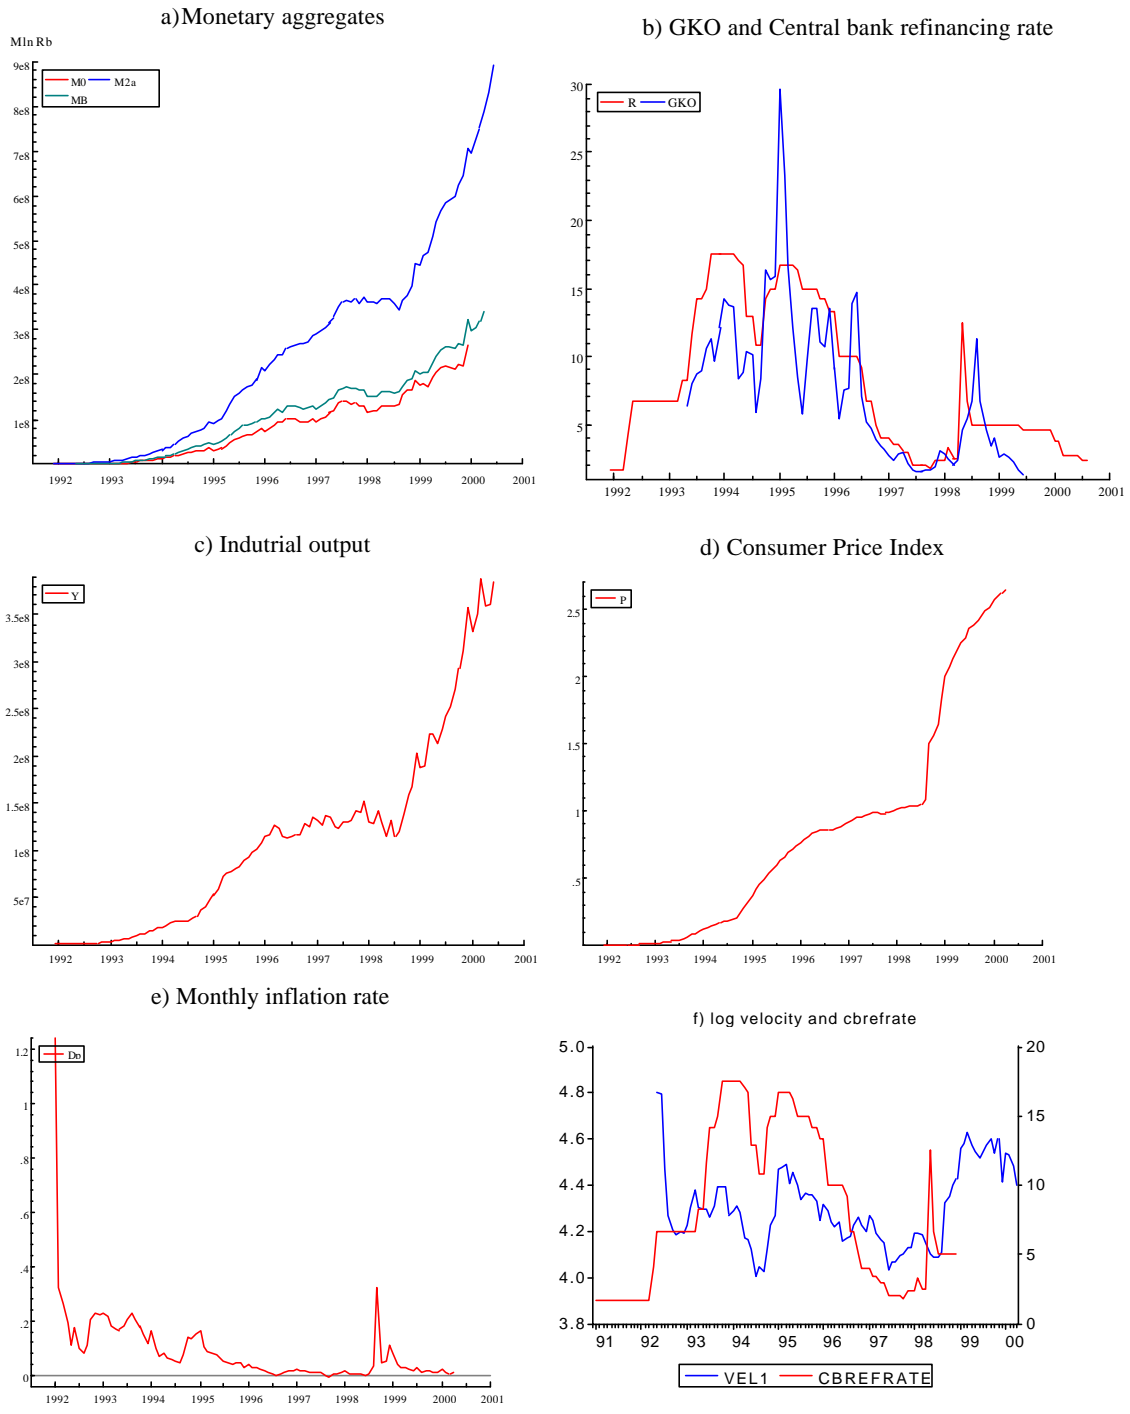 a)Monetary aggregates
Mln Rb
9e8
8e8
7e8
6e8
5e8
4e8
3e8
2e8
1e8
M0 M2a
MB
1992 1993 1994 1995 1996 1997 1998 1999 2000 2001
b) GKO and Central bank refinancing rate
30
25
20
15
10
5
R GKO
1992 1993 1994 1995 1996 1997 1998 1999 2000 2001
c) Indutrial output
Y
3.5e8
3e8
2.5e8
2e8
1.5e8
1e8
5e7
1992 1993 1994 1995 1996 1997 1998 1999 2000 2001
d) Consumer Price Index
P
2.5
2
1.5
1
.5
1992 1993 1994 1995 1996 1997 1998 1999 2000 2001
e) Monthly inflation rate
Dp
1.2
1
.8
.6
.4
.2
0
1992 1993 1994 1995 1996 1997 1998 1999 2000 2001
f) log velocity and cbrefrate
5.0
4.8
4.6
4.4
4.2
4.0
3.8
20
15
10
5
0
91 92 93 94 95 96 97 98 99 00
VEL1 CBREFRATE